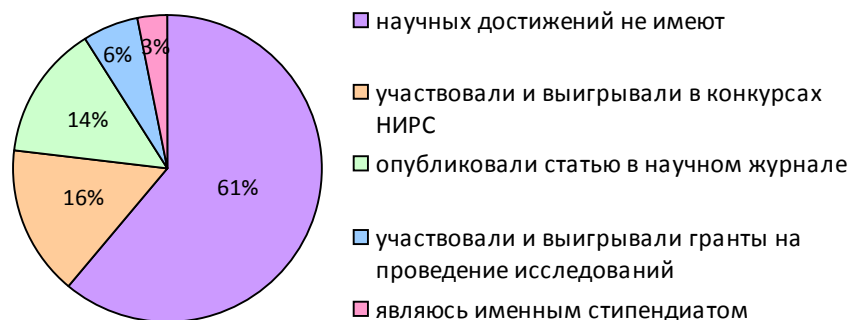 3%
6%
14%
16%
61%
научных достижений не имеют
участвовали и выигрывали в конкурсах
НИРС
опубликовали статью в научном журнале
участвовали и выигрывали гранты на
проведение исследований
являюсь именным стипендиатом